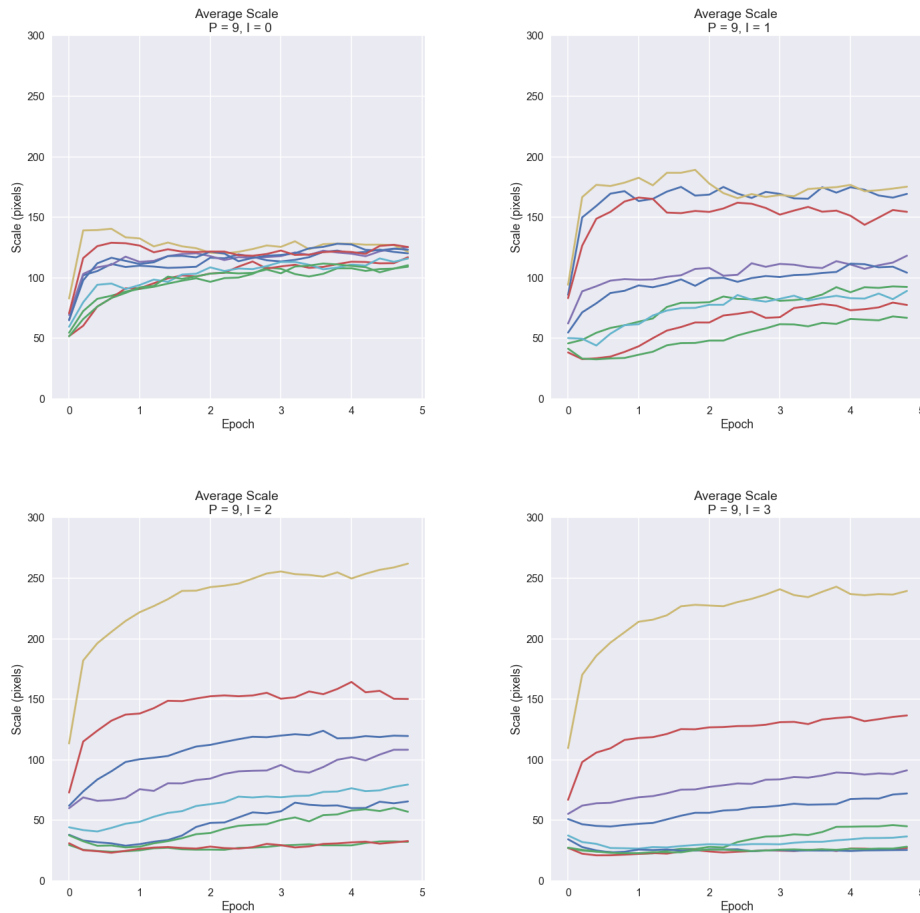 Average Scale
P = 9, I = 0
300
250
200
150
100
50
0
Scale (pixels)
0 1 2 3 4 5
Epoch
Average Scale
P = 9, I = 1
300
250
200
150
100
50
0
Scale (pixels)
0 1 2 3 4 5
Epoch
Average Scale
P = 9, I = 2
300
250
200
150
100
50
0
Scale (pixels)
0 1 2 3 4 5
Epoch
Average Scale
P = 9, I = 3
300
250
200
150
100
50
0
Scale (pixels)
0 1 2 3 4 5
Epoch